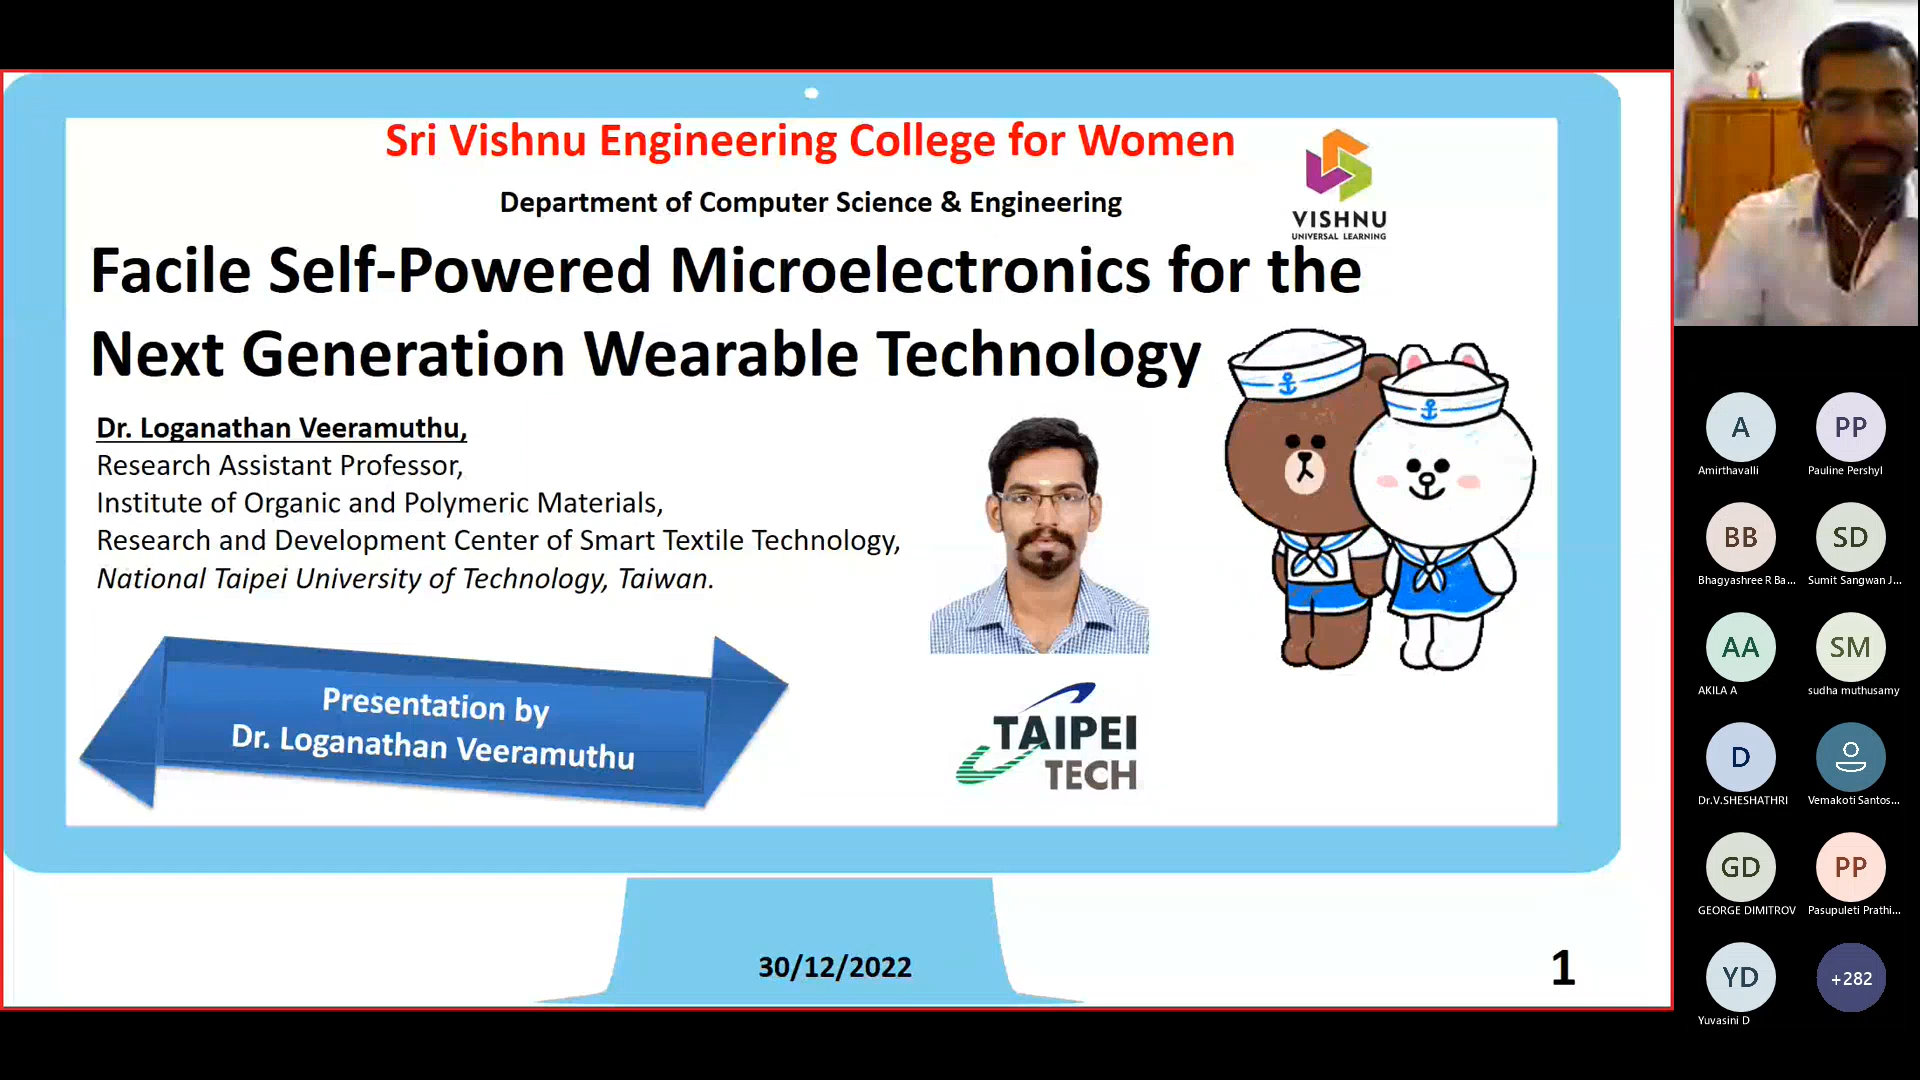 Sri Vishnu Engineering College for Women
Department of Computer Science & Engineering
VISHNU
UNIVERSAL LEARNING
Facile Self-Powered Microelectronics for the
Next Generation Wearable Technology
Dr. Loganathan Veeramuthu,
Research Assistant Professor,
Institute of Organic and Polymeric Materials,
Research and Development Center of Smart Textile Technology,
National Taipei University of Technology, Taiwan.
Presentation by
Dr. Loganathan Veeramuthu
TAIPEI
TECH
30/12/2022
1
A
Amirthavalli
PP
Pauline Pershyl
BB
Bhagyashree R Ba...
SD
Sumit Sangwan J...
AA
AKILA A
SM
sudha muthusamy
D
Dr.V.SHESHATHRI
Vemakoti Santos...
GD
GEORGE DIMITROV
PP
Pasupuleti Prathi...
YD
Yuvasini D
+282